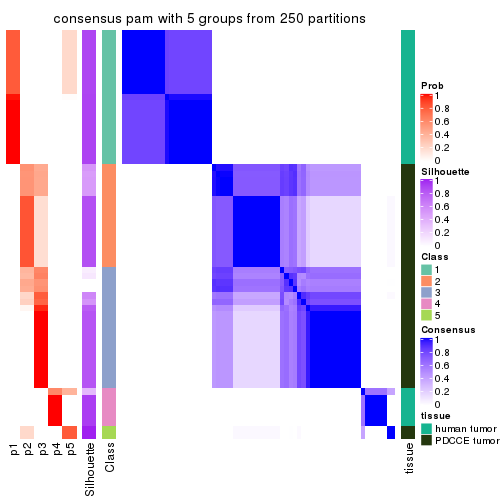 consensus pam with 5 groups from 250 partitions
Prob
1
0.8
0.6
0.4
0.2
0
Silhouette
1
0.8
0.6
0.4
0.2
0
Class
1
2
3
4
5
Consensus
1
0.8
0.6
0.4
0.2
0
tissue
human tumor
PDCCE tumor
p1
p2
p3
p4
p5
Silhouette
Class
tissue